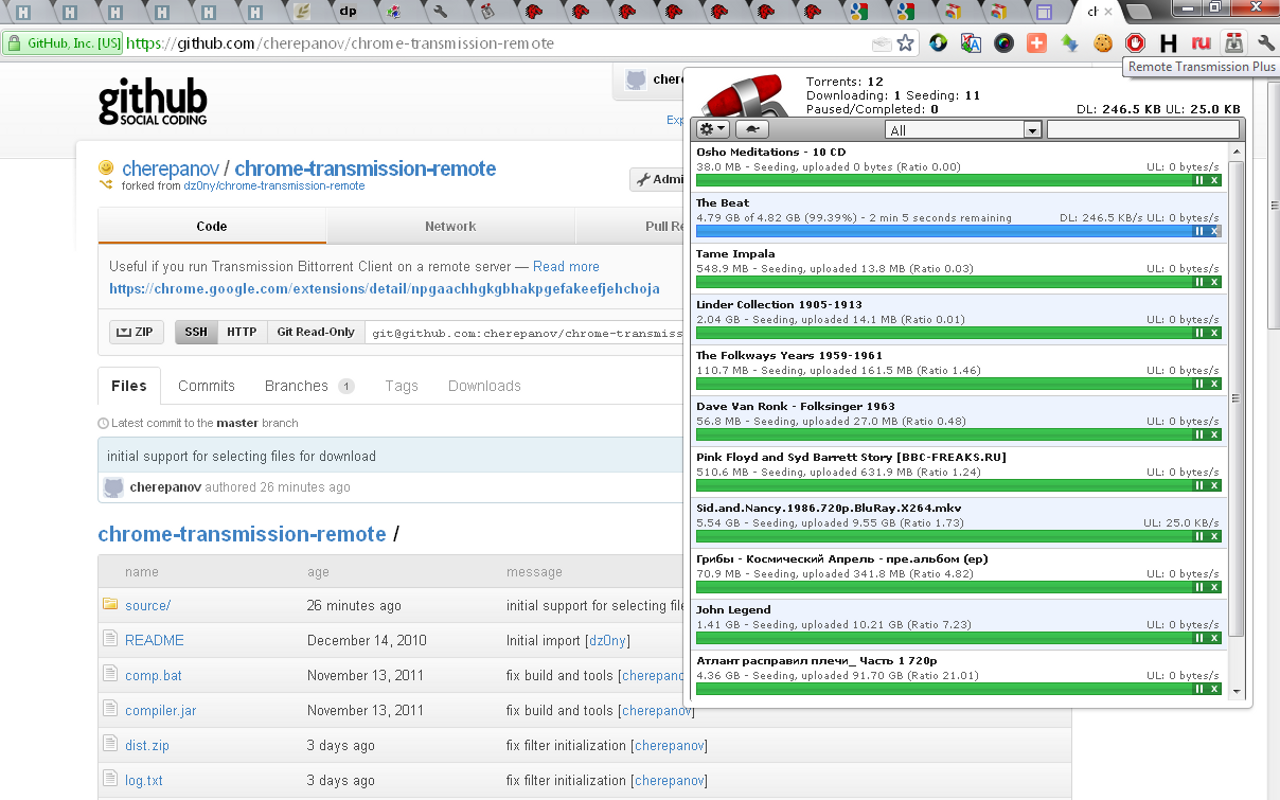 dp
ch
GitHub, Inc. [US] https://github.com/cherepanov/chrome-transmission-remote
H ru
Remote Transmission Plus
github
SOCIAL CODING
cher
Exp
cherepanov / chrome-transmission-remote
forked from dz0ny/chrome-transmission-remote
Admi
Code Network Pull Re
Useful if you run Transmission Bittorrent Client on a remote server — Read more
https://chrome.google.com/extensions/detail/npgaachhgkgbhakpgefakeefjehchoja
ZIP SSH HTTP Git Read-Only git@github.com:cherepanov/chrome-transmiss
Files Commits Branches 1 Tags Downloads
Latest commit to the master branch
initial support for selecting files for download
cherepanov authored 26 minutes ago
chrome-transmission-remote /
name age message
source/ 26 minutes ago initial support for selecting file
README December 14, 2010 Initial import [dz0ny]
comp.bat November 13, 2011 fix build and tools [cherepano
compiler.jar November 13, 2011 fix build and tools [cherepanov]
dist.zip 3 days ago fix filter initialization [cherepanov]
log.txt 3 days ago fix filter initialization [cherepanov]
Torrents: 12
Downloading: 1 Seeding: 11
Paused/Completed: 0 DL: 246.5 KB UL: 25.0 KB
All
Osho Meditations - 10 CD
38.0 MB - Seeding, uploaded 0 bytes (Ratio 0.00) UL: 0 bytes/s
The Beat
4.79 GB of 4.82 GB (99.39%) - 2 min 5 seconds remaining DL: 246.5 KB/s UL: 0 bytes/s
Tame Impala
548.9 MB - Seeding, uploaded 13.8 MB (Ratio 0.03) UL: 0 bytes/s
Linder Collection 1905-1913
2.04 GB - Seeding, uploaded 14.1 MB (Ratio 0.01) UL: 0 bytes/s
The Folkways Years 1959-1961
110.7 MB - Seeding, uploaded 161.5 MB (Ratio 1.46) UL: 0 bytes/s
Dave Van Ronk - Folksinger 1963
56.8 MB - Seeding, uploaded 27.0 MB (Ratio 0.48) UL: 0 bytes/s
Pink Floyd and Syd Barrett Story [BBC-FREAKS.RU]
510.6 MB - Seeding, uploaded 631.9 MB (Ratio 1.24) UL: 0 bytes/s
Sid.and.Nancy.1986.720p.BluRay.X264.mkv
5.54 GB - Seeding, uploaded 9.55 GB (Ratio 1.73) UL: 25.0 KB/s
Грибы - Космический Апрель - пре.альбом (ep)
70.9 MB - Seeding, uploaded 341.8 MB (Ratio 4.82) UL: 0 bytes/s
John Legend
1.41 GB - Seeding, uploaded 10.21 GB (Ratio 7.23) UL: 0 bytes/s
Атлант расправил плечи_ Часть 1 720p
4.36 GB - Seeding, uploaded 91.70 GB (Ratio 21.01) UL: 0 bytes/s